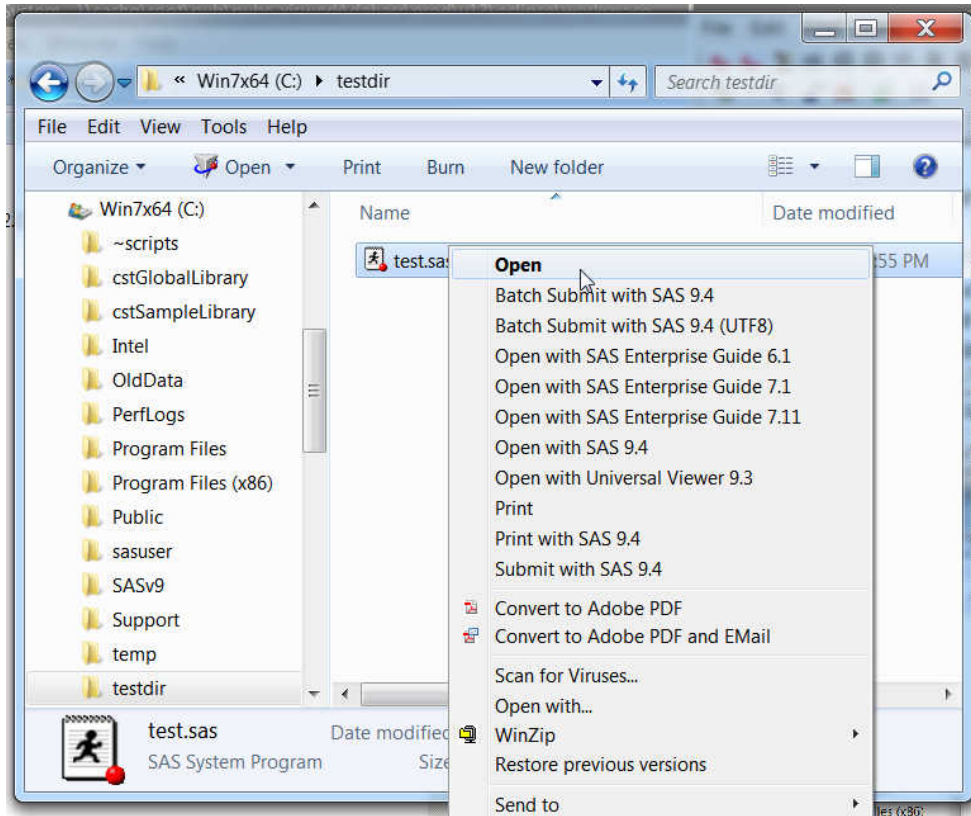 « Win7x64 (C:) ▸ testdir
Search testdir
File Edit View Tools Help
Organize Open Print Burn New folder
Name Date modified
Win7x64 (C:)
~scripts
cstGlobalLibrary
cstSampleLibrary
Intel
OldData
PerfLogs
Program Files
Program Files (x86)
Public
sasuser
SASv9
Support
temp
testdir
test.sas :55 PM
Open
Batch Submit with SAS 9.4
Batch Submit with SAS 9.4 (UTF8)
Open with SAS Enterprise Guide 6.1
Open with SAS Enterprise Guide 7.1
Open with SAS Enterprise Guide 7.11
Open with SAS 9.4
Open with Universal Viewer 9.3
Print
Print with SAS 9.4
Submit with SAS 9.4
Convert to Adobe PDF
Convert to Adobe PDF and EMail
Scan for Viruses...
Open with...
WinZip
Restore previous versions
Send to
test.sas Date modified
SAS System Program Size
les (x86)